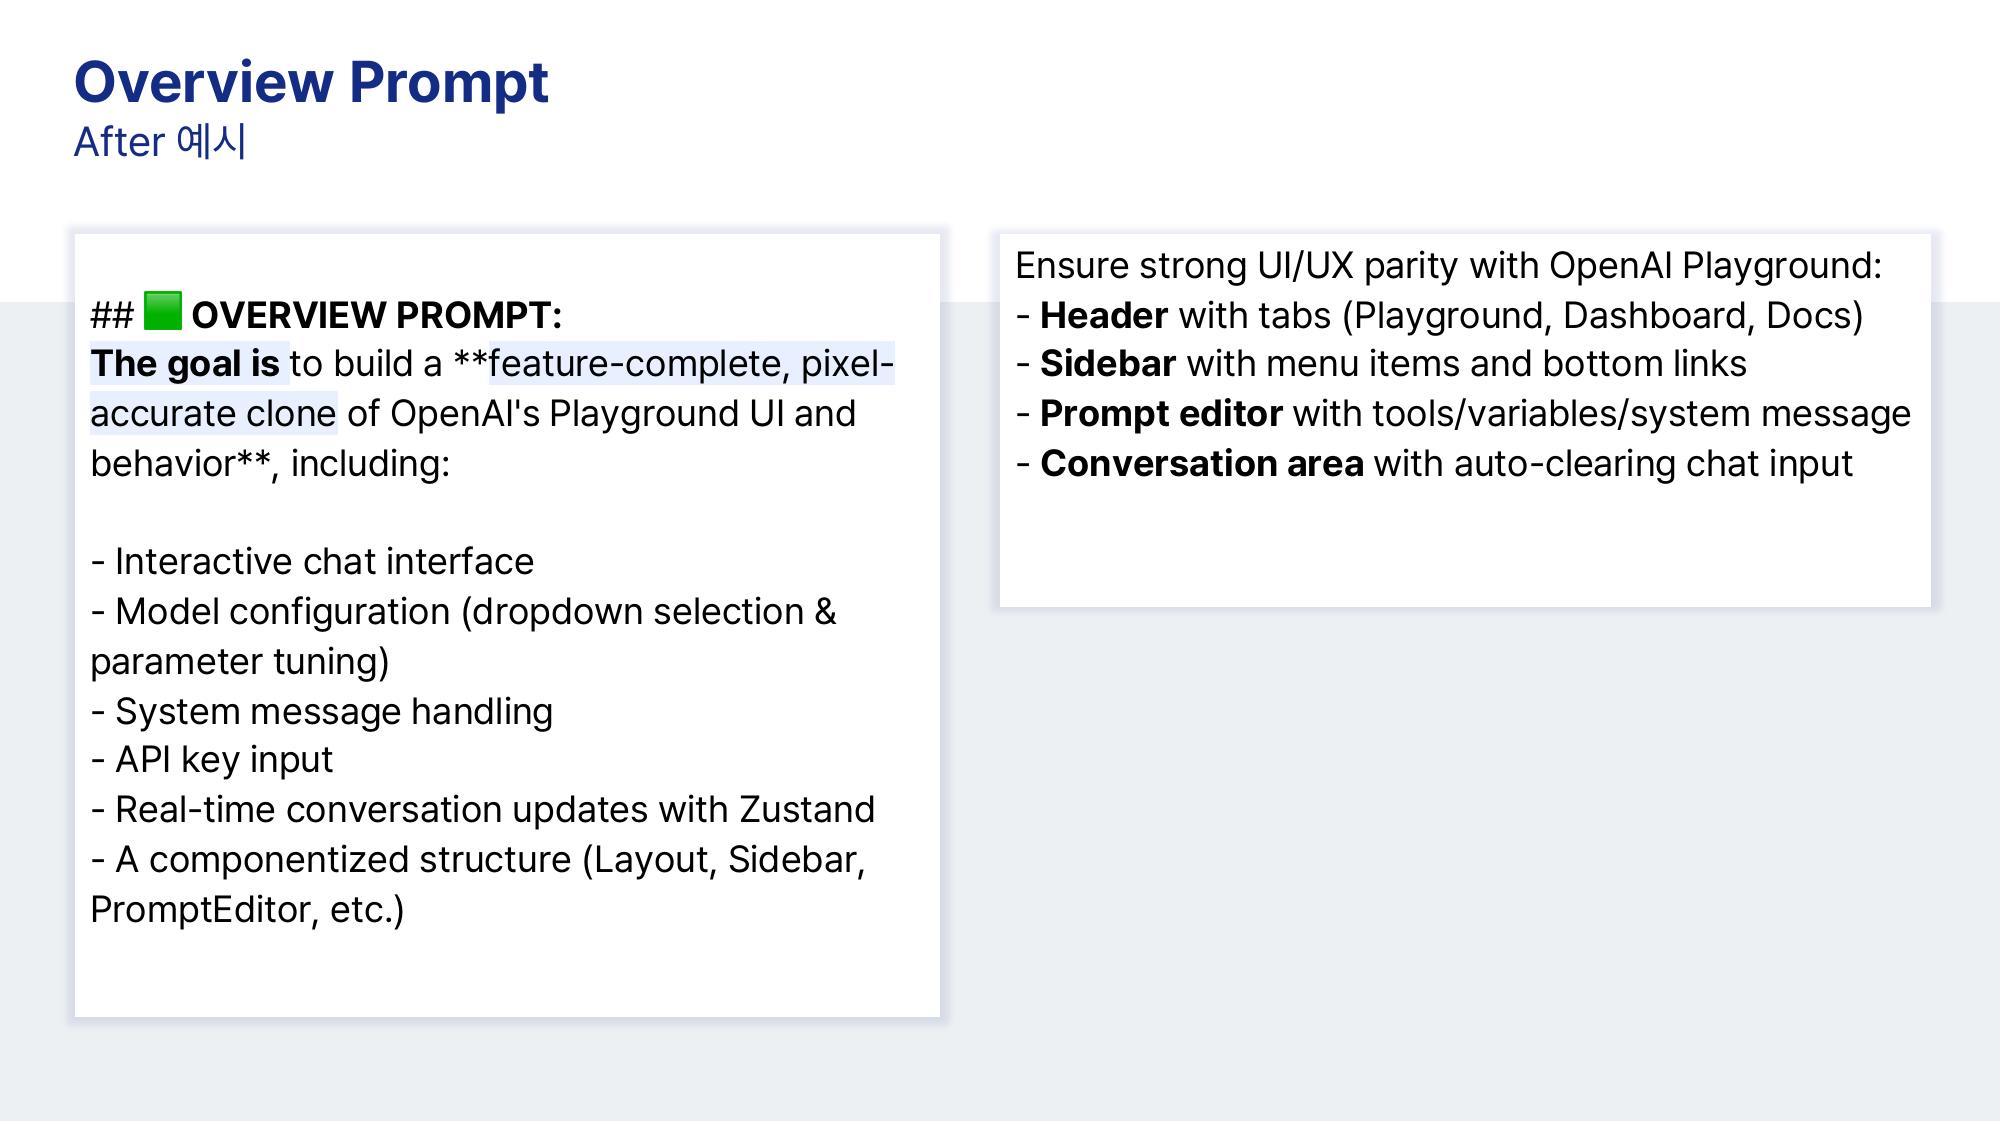 Overview Prompt
After 예시
## 🟩 OVERVIEW PROMPT:
The goal is to build a **feature-complete, pixel-
accurate clone of OpenAI's Playground UI and
behavior**, including:
- Interactive chat interface
- Model configuration (dropdown selection &
parameter tuning)
- System message handling
- API key input
- Real-time conversation updates with Zustand
- A componentized structure (Layout, Sidebar,
PromptEditor, etc.)
Ensure strong UI/UX parity with OpenAI Playground:
- Header with tabs (Playground, Dashboard, Docs)
- Sidebar with menu items and bottom links
- Prompt editor with tools/variables/system message
- Conversation area with auto-clearing chat input